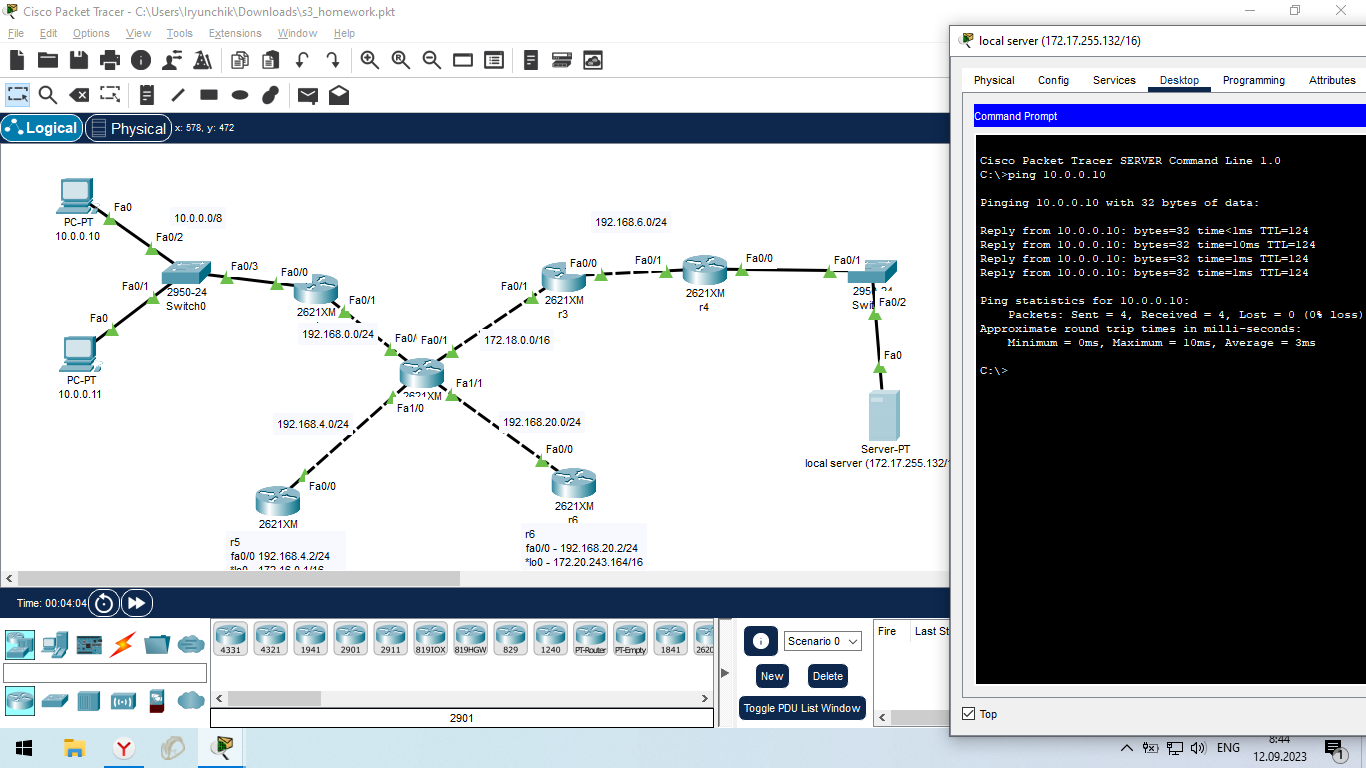 Cisco Packet Tracer - C:\Users\Iryunchik\Downloads\s3_homework.pkt
File Edit Options View Tools Extensions Window Help
Logical Physical x: 578, y: 472
PC-PT
10.0.0.10
Fa0
Fa0/2
10.0.0.0/8
Fa0/3
Fa0/0
2950-24
Switch0
Fa0/1
Fa0
PC-PT
10.0.0.11
2621XM
Fa0/1
192.168.0.0/24
Fa0/1
172.18.0.0/16
2621XM
Fa1/1
Fa1/0
Fa0/1
Fa0/0
2621XM
r3
192.168.6.0/24
Fa0/1
Fa0/0
2621XM
r4
Fa0/1
Fa0/2
Fa0
Server-PT
local server (172.17.255.132/
192.168.4.0/24
192.168.20.0/24
Fa0/0
2621XM
r5
fa0/0 192.168.4.2/24
*lo0 - 172.16.0.1/16
Fa0/0
2621XM
r6
r6
fa0/0 - 192.168.20.2/24
*lo0 - 172.20.243.164/16
Time: 00:04:04
4331 4321 1941 2901 2911 819IOX 819HGW 829 1240 PT-Router PT-Empty 1841 2620
2901
Scenario 0
New Delete
Toggle PDU List Window
Fire Last St
local server (172.17.255.132/16)
Physical Config Services Desktop Programming Attributes
Command Prompt
Cisco Packet Tracer SERVER Command Line 1.0
C:\>ping 10.0.0.10
Pinging 10.0.0.10 with 32 bytes of data:
Reply from 10.0.0.10: bytes=32 time<1ms TTL=124
Reply from 10.0.0.10: bytes=32 time=10ms TTL=124
Reply from 10.0.0.10: bytes=32 time=1ms TTL=124
Reply from 10.0.0.10: bytes=32 time=1ms TTL=124
Ping statistics for 10.0.0.10:
Packets: Sent = 4, Received = 4, Lost = 0 (0% loss)
Approximate round trip times in milli-seconds:
Minimum = 0ms, Maximum = 10ms, Average = 3ms
C:\>
Top
ENG
8:44
12.09.2023
1